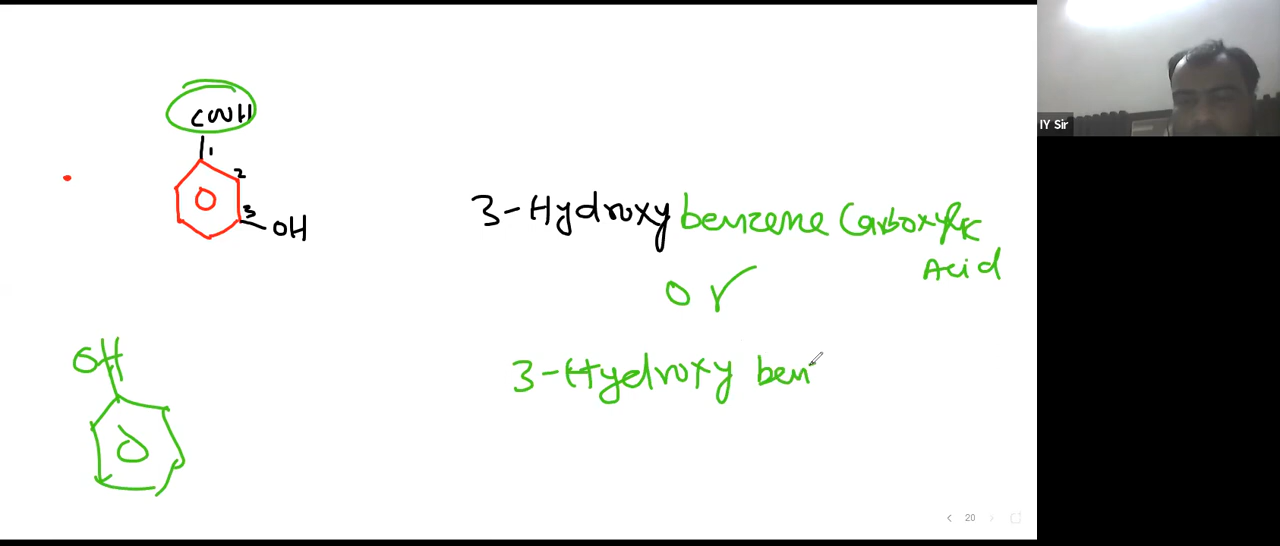 COOH
1
2
3
OH
3-Hydroxy benzene Carboxylic
Acid
or
3-Hydroxy ben
OH
IY Sir
20